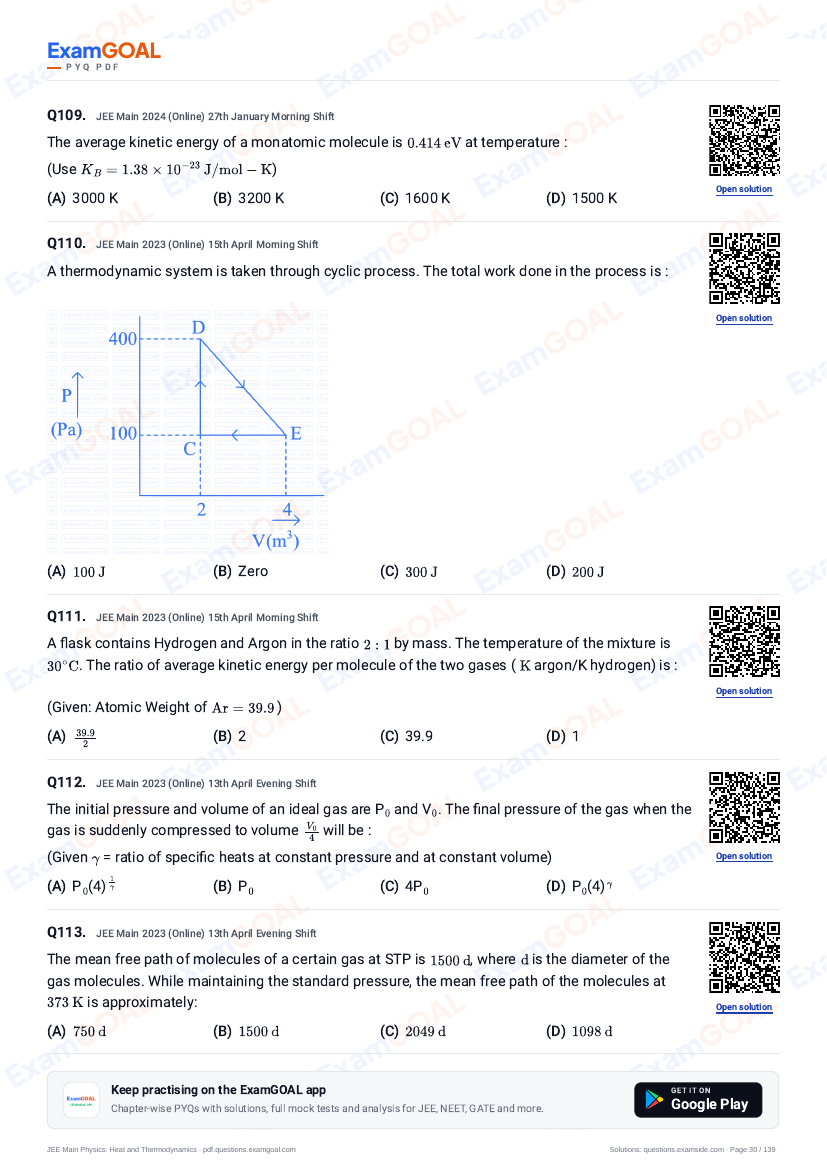 ExamGOAL
PYQ PDF
Q109. JEE Main 2024 (Online) 27th January Morning Shift
The average kinetic energy of a monatomic molecule is 0.414 eV at temperature :
(Use K_B = 1.38 × 10^−23 J/mol − K)
(A) 3000 K (B) 3200 K (C) 1600 K (D) 1500 K
Open solution
Q110. JEE Main 2023 (Online) 15th April Morning Shift
A thermodynamic system is taken through cyclic process. The total work done in the process is :
Open solution
D
400
P
(Pa)
100
C
E
2
4
V(m³)
(A) 100 J (B) Zero (C) 300 J (D) 200 J
Q111. JEE Main 2023 (Online) 15th April Morning Shift
A flask contains Hydrogen and Argon in the ratio 2 : 1 by mass. The temperature of the mixture is
30°C. The ratio of average kinetic energy per molecule of the two gases ( K argon/K hydrogen) is :
Open solution
(Given: Atomic Weight of Ar = 39.9 )
(A) 39.9/2 (B) 2 (C) 39.9 (D) 1
Q112. JEE Main 2023 (Online) 13th April Evening Shift
The initial pressure and volume of an ideal gas are P₀ and V₀. The final pressure of the gas when the
gas is suddenly compressed to volume V₀/4 will be :
(Given γ = ratio of specific heats at constant pressure and at constant volume)
Open solution
(A) P₀(4)^(1/γ) (B) P₀ (C) 4P₀ (D) P₀(4)^γ
Q113. JEE Main 2023 (Online) 13th April Evening Shift
The mean free path of molecules of a certain gas at STP is 1500 d, where d is the diameter of the
gas molecules. While maintaining the standard pressure, the mean free path of the molecules at
373 K is approximately:
Open solution
(A) 750 d (B) 1500 d (C) 2049 d (D) 1098 d
Keep practising on the ExamGOAL app
Chapter-wise PYQs with solutions, full mock tests and analysis for JEE, NEET, GATE and more.
GET IT ON
Google Play
JEE Main Physics: Heat and Thermodynamics · pdf.questions.examgoal.com
Solutions: questions.examside.com · Page 30 / 139